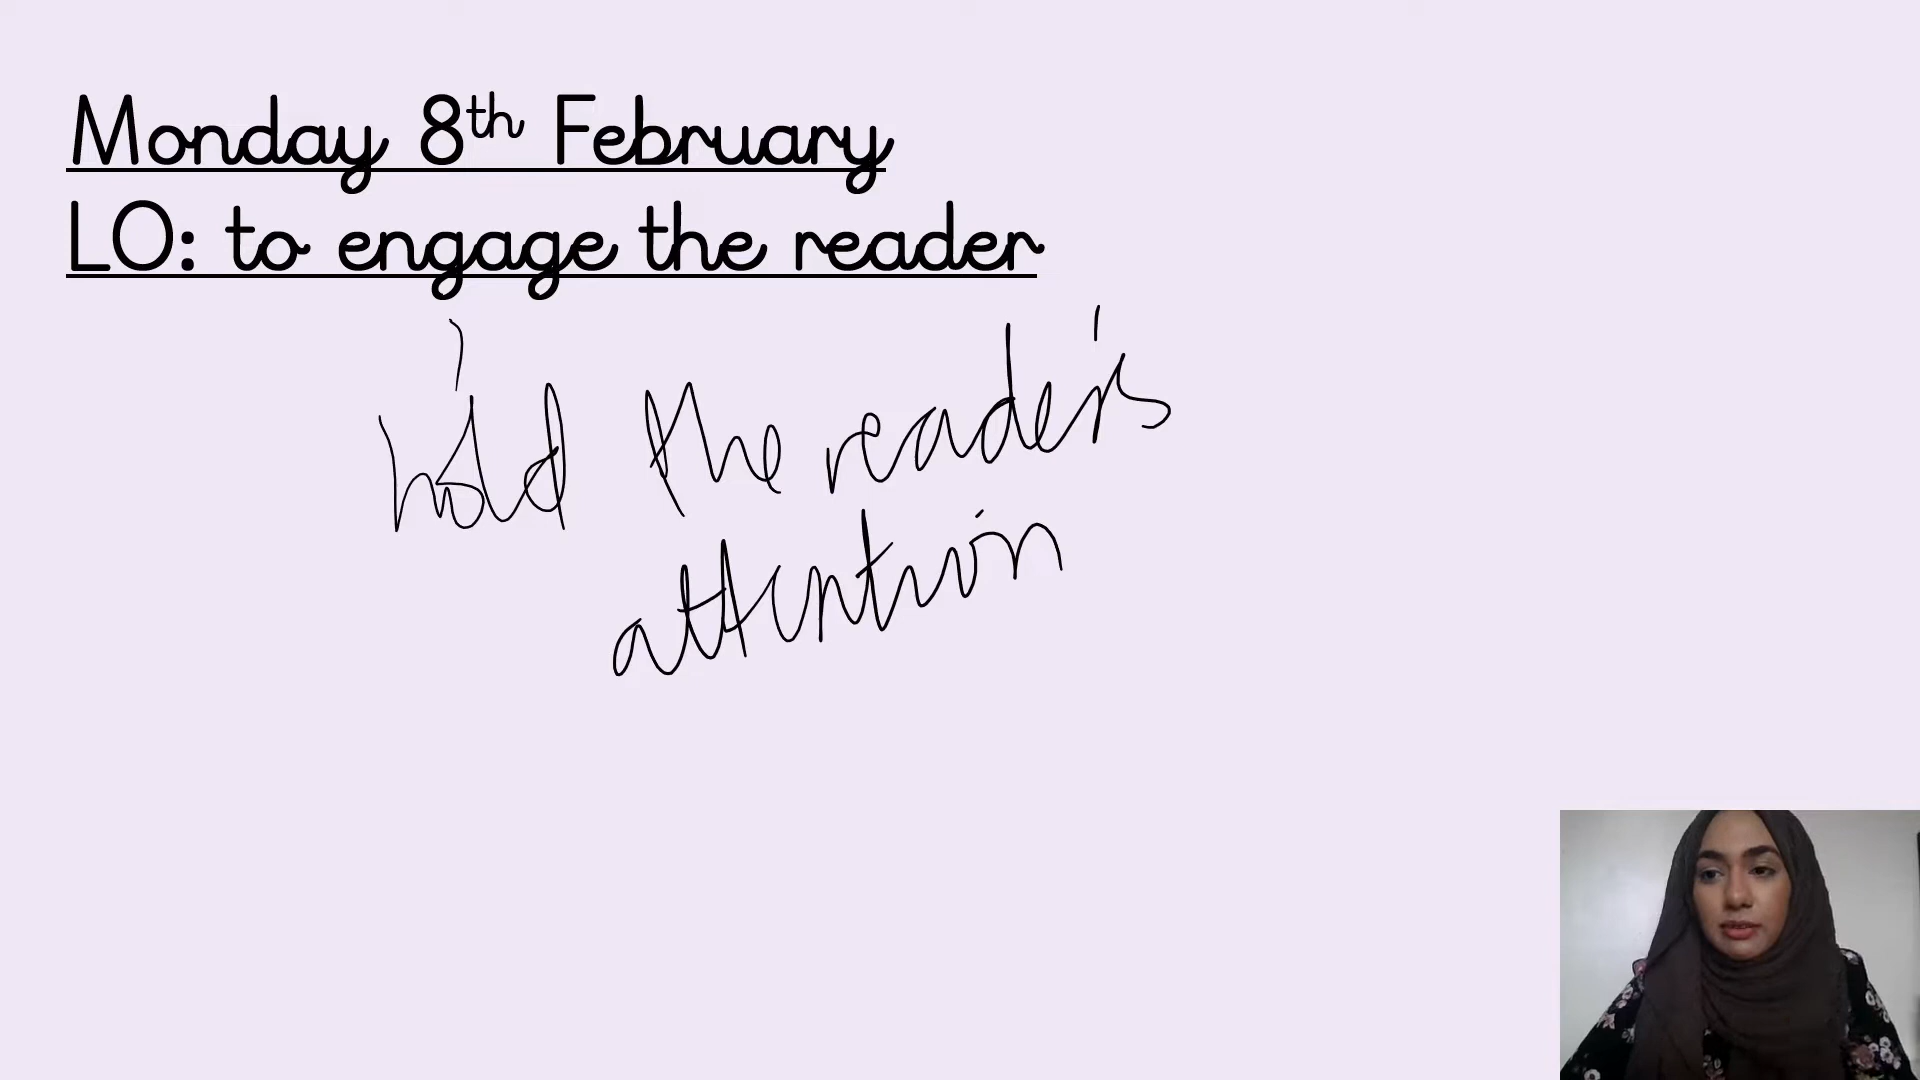 Monday 8th February
LO: to engage the reader
hold the reader's
attention